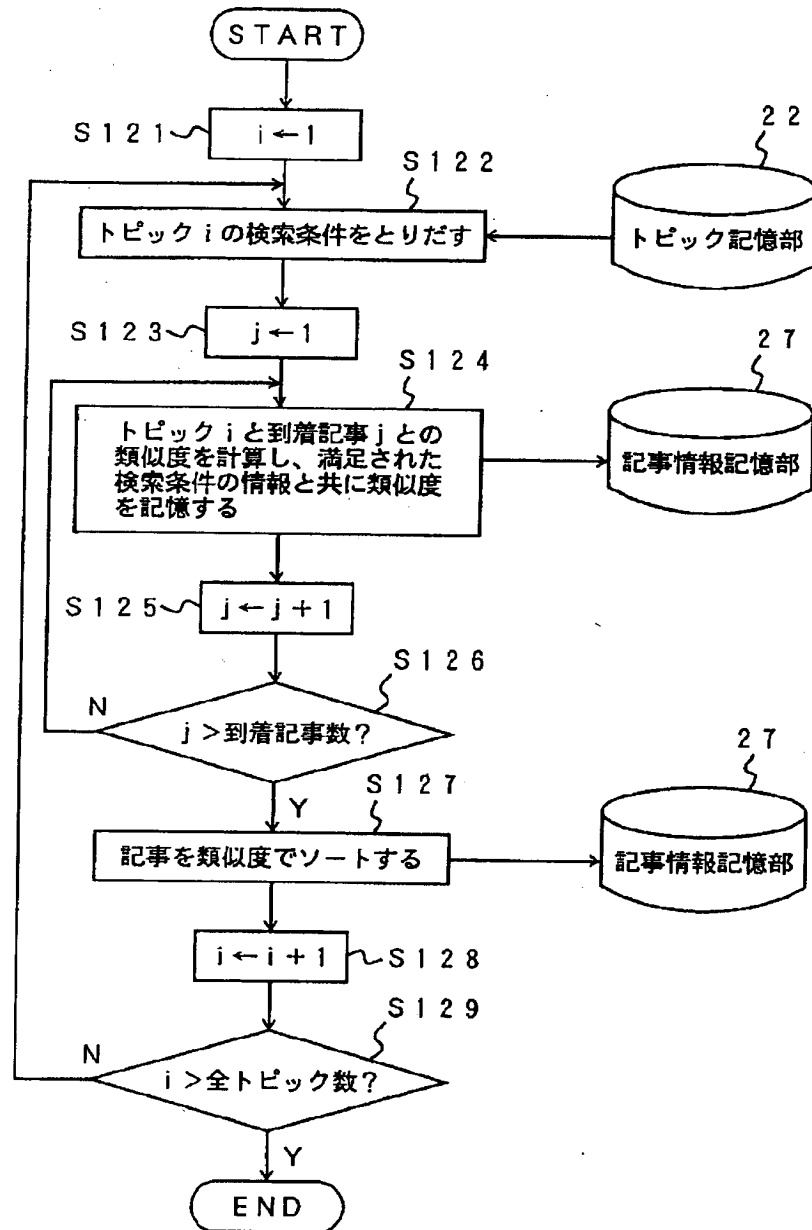 START
S121
i←1
S122
22
トピックiの検索条件をとりだす
トピック記憶部
S123
j←1
S124
27
トピックiと到着記事jとの
類似度を計算し、満足された
検索条件の情報と共に類似度
を記憶する
記事情報記憶部
S125
j←j+1
S126
N
j>到着記事数?
Y
S127
27
記事を類似度でソートする
記事情報記憶部
i←i+1
S128
S129
N
i>全トピック数?
Y
END